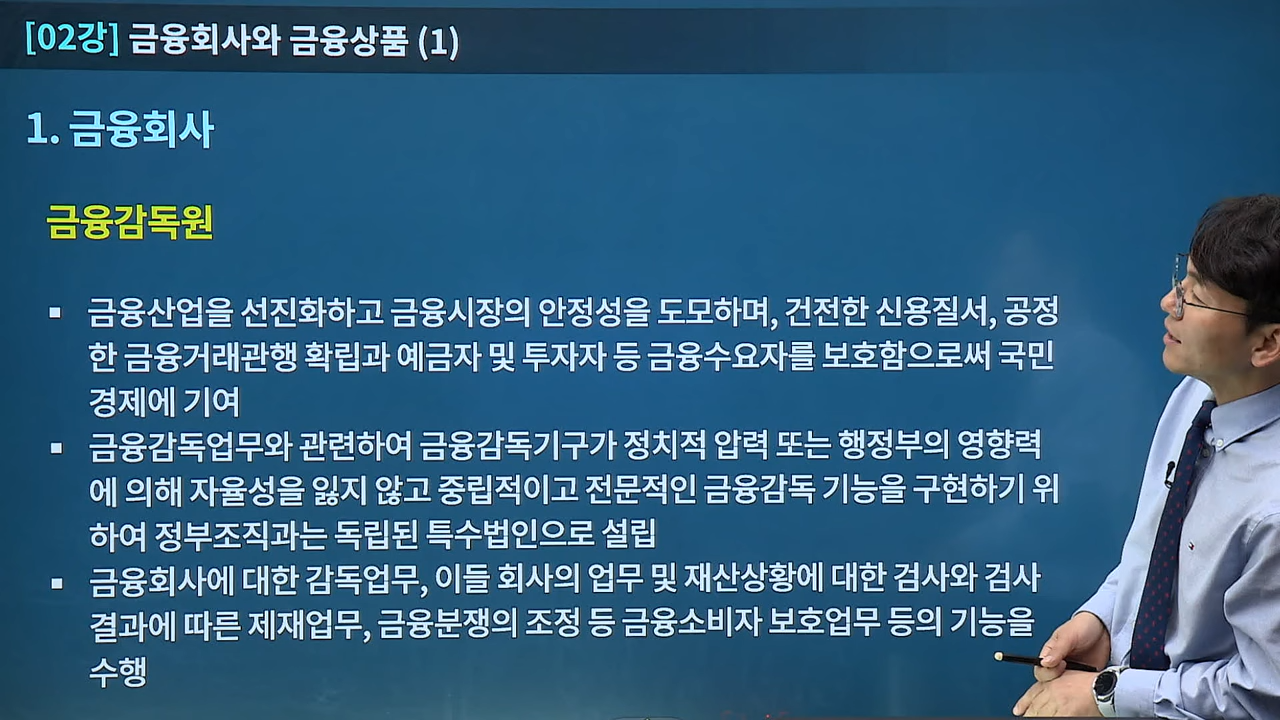 [02강] 금융회사와 금융상품 (1)
1. 금융회사
금융감독원
▪ 금융산업을 선진화하고 금융시장의 안정성을 도모하며, 건전한 신용질서, 공정
한 금융거래관행 확립과 예금자 및 투자자 등 금융수요자를 보호함으로써 국민
경제에 기여
▪ 금융감독업무와 관련하여 금융감독기구가 정치적 압력 또는 행정부의 영향력
에 의해 자율성을 잃지 않고 중립적이고 전문적인 금융감독 기능을 구현하기 위
하여 정부조직과는 독립된 특수법인으로 설립
▪ 금융회사에 대한 감독업무, 이들 회사의 업무 및 재산상황에 대한 검사와 검사
결과에 따른 제재업무, 금융분쟁의 조정 등 금융소비자 보호업무 등의 기능을
수행